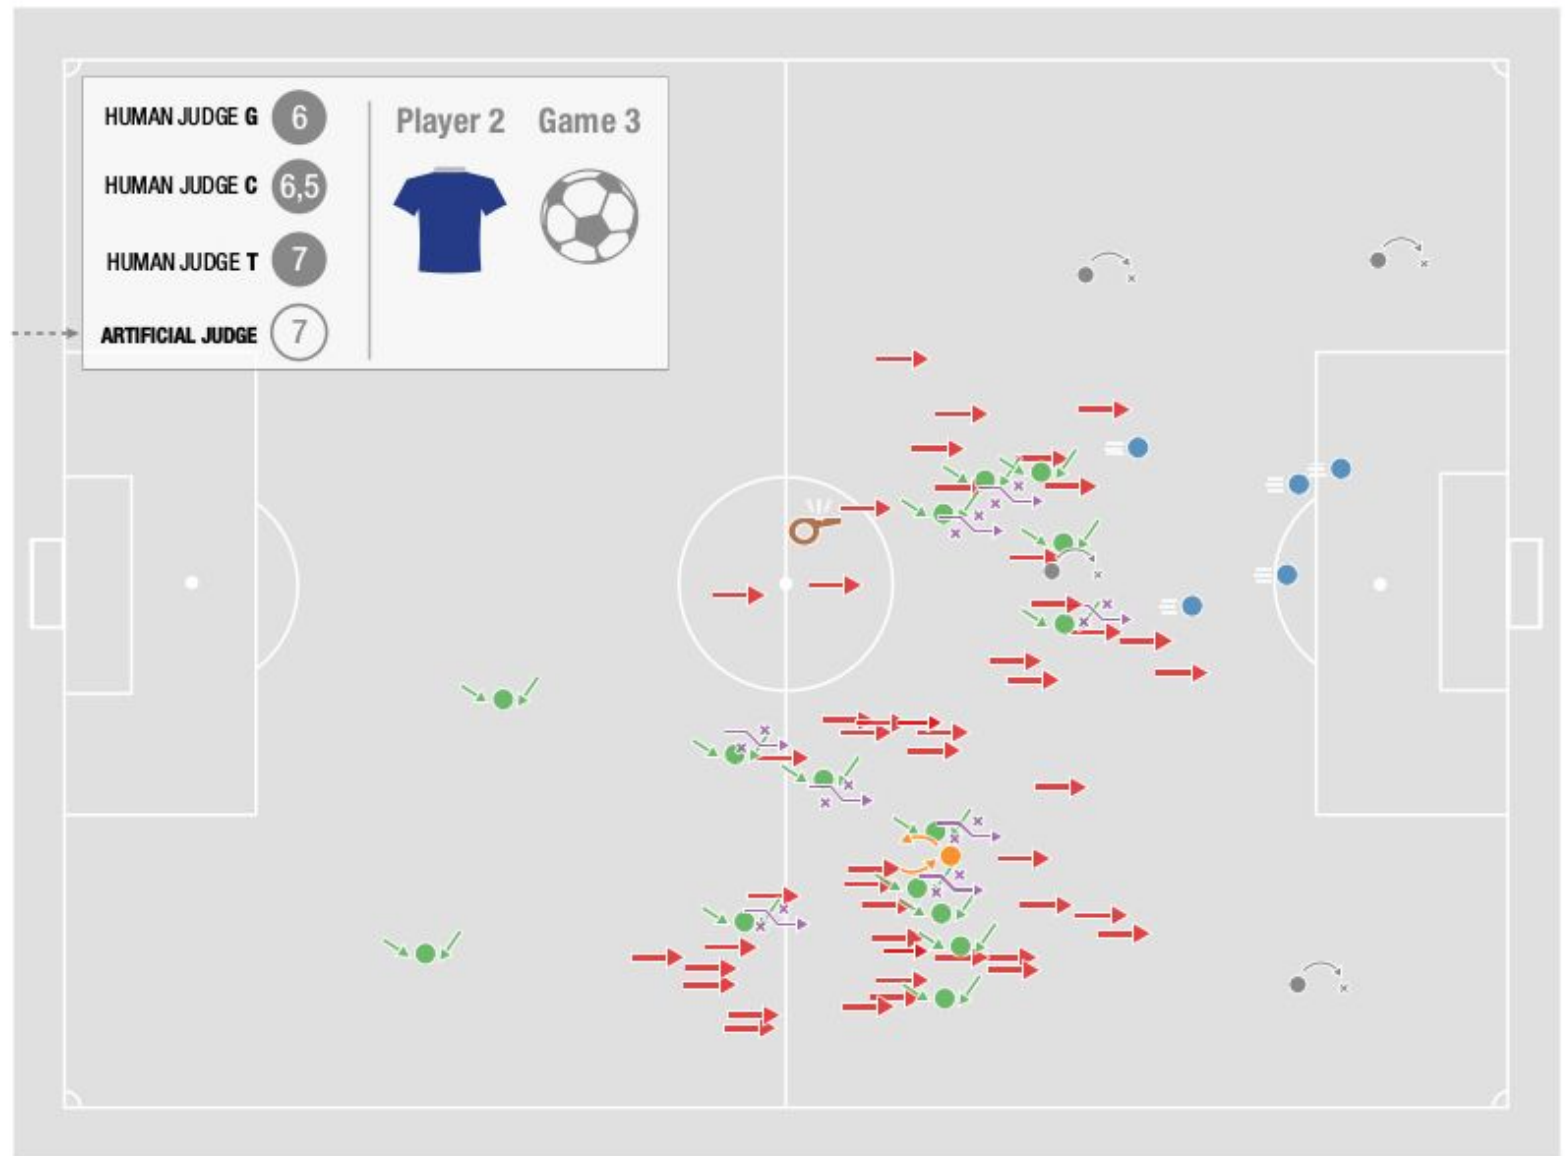 HUMAN JUDGE G 6
HUMAN JUDGE C 6,5
HUMAN JUDGE T 7
ARTIFICIAL JUDGE 7
Player 2 Game 3